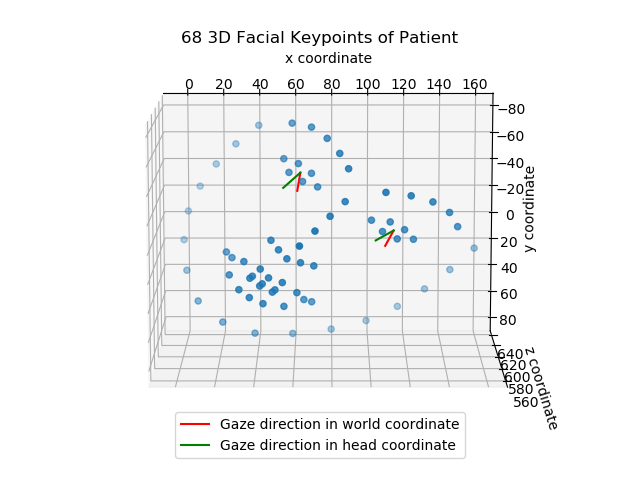 68 3D Facial Keypoints of Patient
x coordinate
0 20 40 60 80 100 120 140 160
−80
−60
−40
−20
0
20
40
60
80
y coordinate
640
620
600
580
560
z coordinate
Gaze direction in world coordinate
Gaze direction in head coordinate